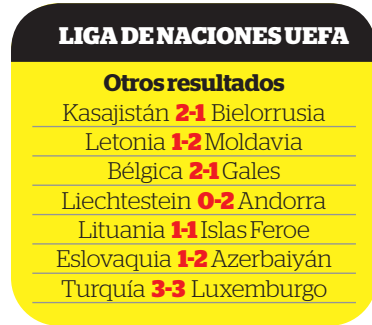 LIGA DE NACIONES UEFA
Otros resultados
Kasajistán 2-1 Bielorrusia
Letonia 1-2 Moldavia
Bélgica 2-1 Gales
Liechtestein 0-2 Andorra
Lituania 1-1 Islas Feroe
Eslovaquia 1-2 Azerbaiyán
Turquía 3-3 Luxemburgo